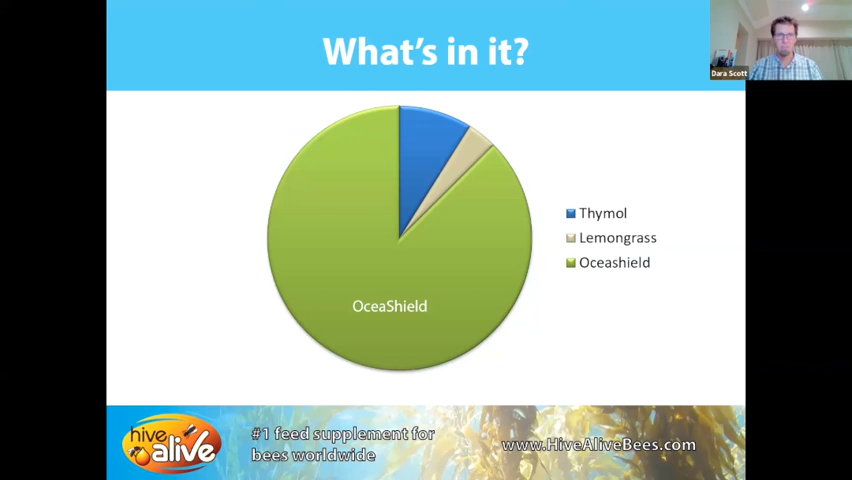 What's in it?
Dara Scott
Thymol
Lemongrass
Oceashield
OceaShield
hive
alive
#1 feed supplement for
bees worldwide
www.HiveAliveBees.com